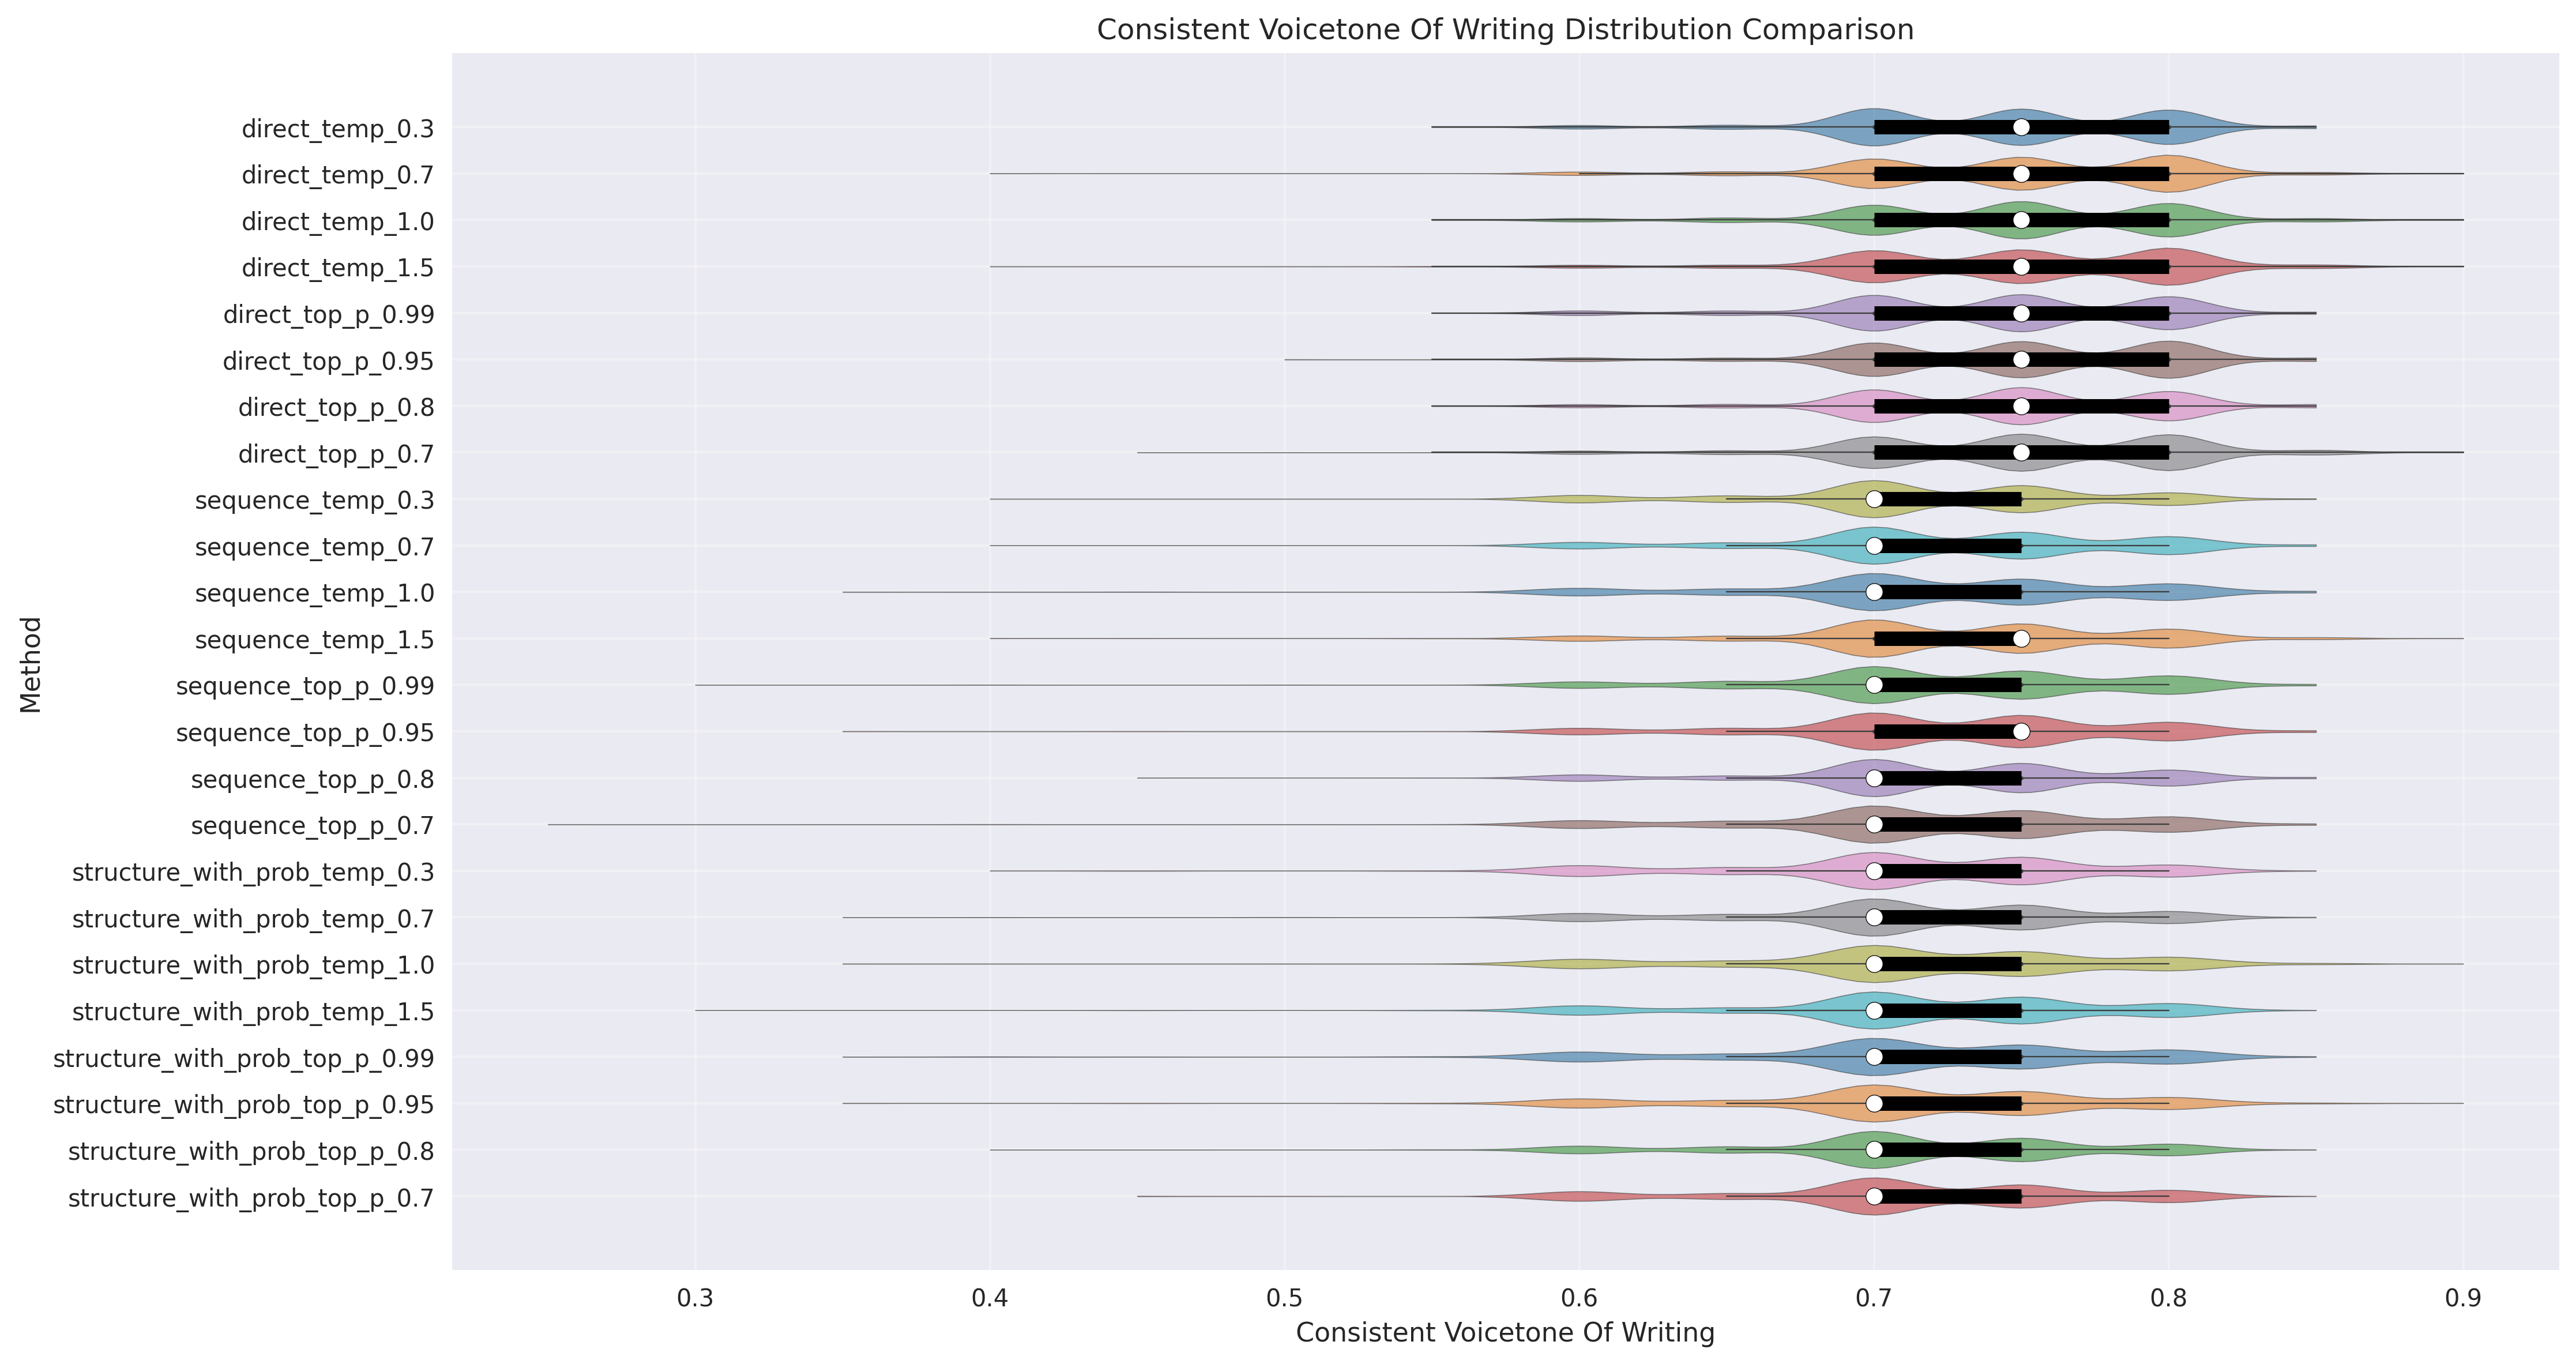 Consistent Voicetone Of Writing Distribution Comparison
direct_temp_0.3
direct_temp_0.7
direct_temp_1.0
direct_temp_1.5
direct_top_p_0.99
direct_top_p_0.95
direct_top_p_0.8
direct_top_p_0.7
sequence_temp_0.3
sequence_temp_0.7
sequence_temp_1.0
sequence_temp_1.5
sequence_top_p_0.99
sequence_top_p_0.95
sequence_top_p_0.8
sequence_top_p_0.7
structure_with_prob_temp_0.3
structure_with_prob_temp_0.7
structure_with_prob_temp_1.0
structure_with_prob_temp_1.5
structure_with_prob_top_p_0.99
structure_with_prob_top_p_0.95
structure_with_prob_top_p_0.8
structure_with_prob_top_p_0.7
Method
0.3 0.4 0.5 0.6 0.7 0.8 0.9
Consistent Voicetone Of Writing